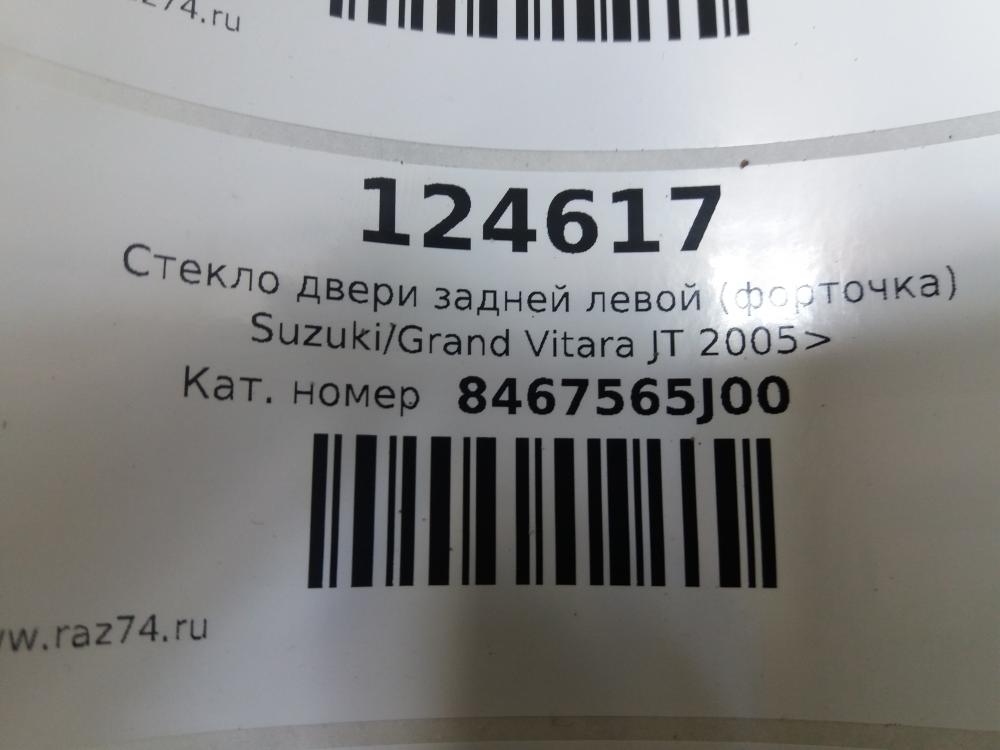 z74.ru
124617
Стекло двери задней левой (форточка)
Suzuki/Grand Vitara JT 2005>
Кат. номер 8467565J00
w.raz74.ru